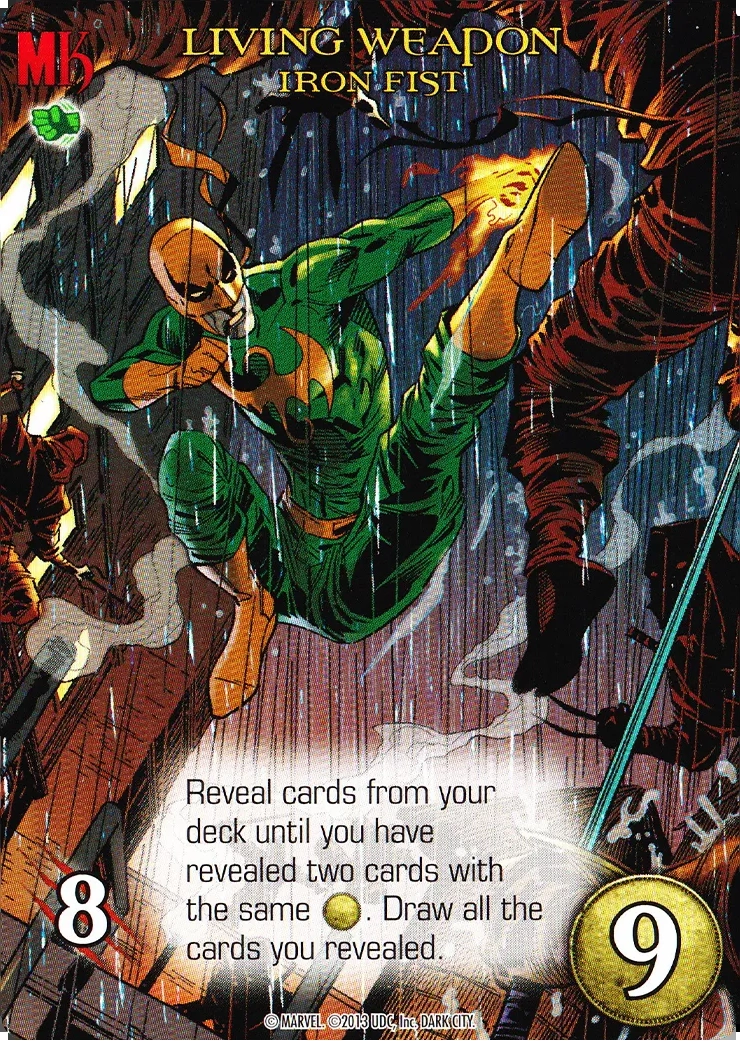 MK
LIVING WEAPON
IRON FIST
Reveal cards from your
deck until you have
revealed two cards with
the same . Draw all the
cards you revealed.
8
9
© MARVEL. ©2013 UDC, Inc, DARK CITY.